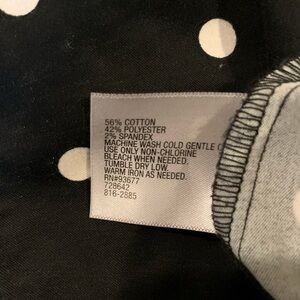 56% COTTON
42% POLYESTER
2% SPANDEX
MACHINE WASH COLD GENTLE C
USE ONLY NON-CHLORINE
BLEACH WHEN NEEDED.
TUMBLE DRY LOW.
WARM IRON AS NEEDED.
RN#93677
728642
816-2885